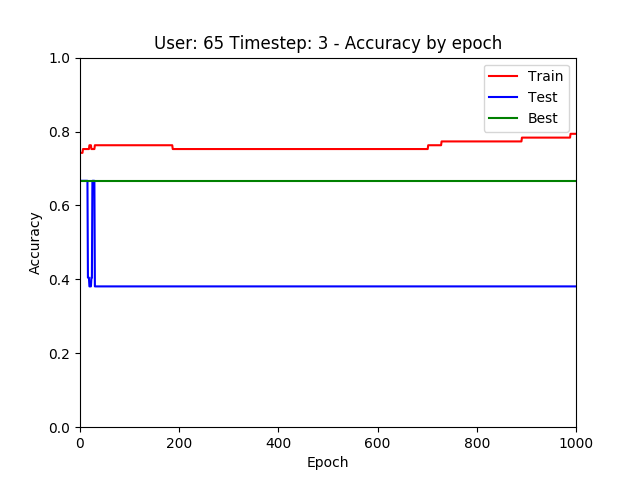 User: 65 Timestep: 3 - Accuracy by epoch
1.0
0.8
0.6
0.4
0.2
0.0
Accuracy
Train
Test
Best
0 200 400 600 800 1000
Epoch